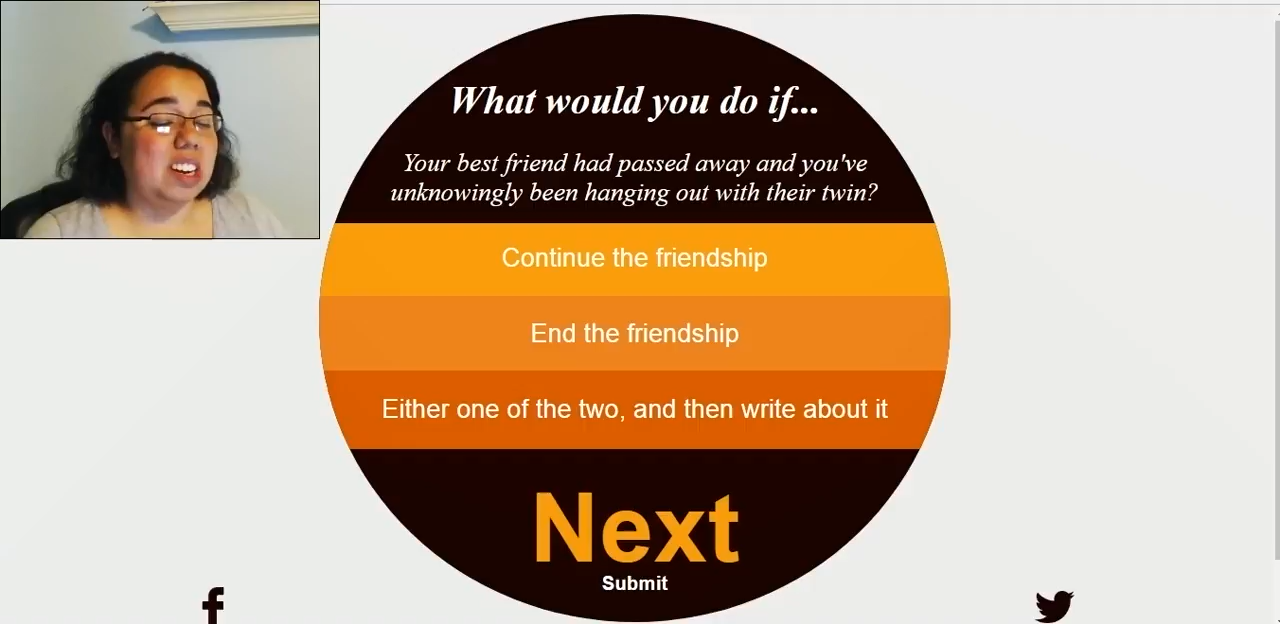 What would you do if...
Your best friend had passed away and you've
unknowingly been hanging out with their twin?
Continue the friendship
End the friendship
Either one of the two, and then write about it
Next
Submit